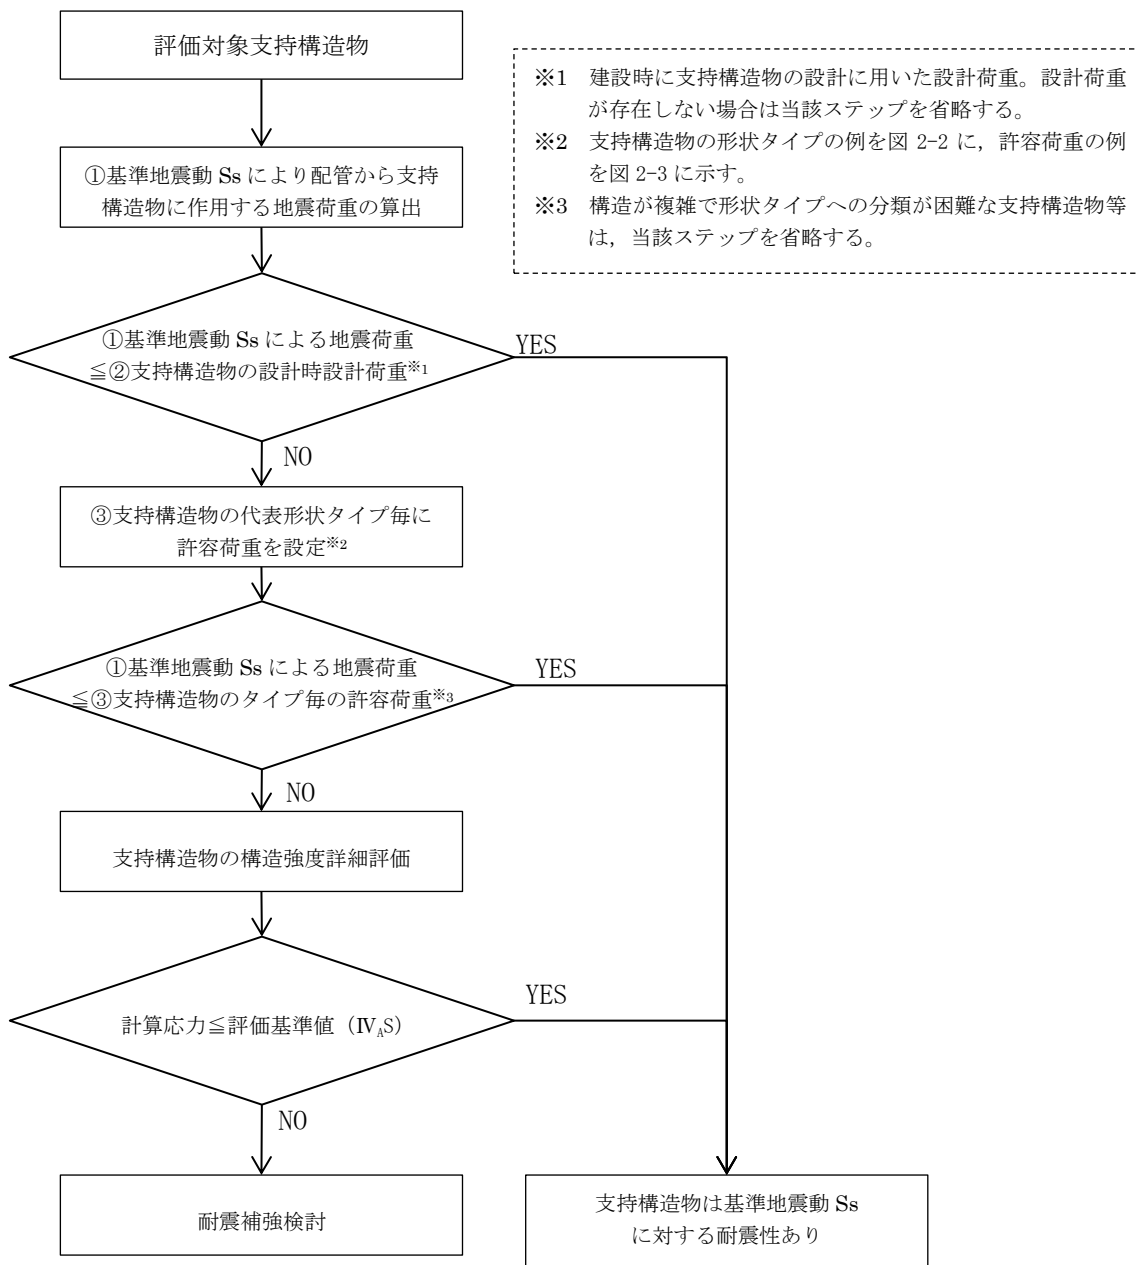 評価対象支持構造物
※1 建設時に支持構造物の設計に用いた設計荷重。設計荷重
が存在しない場合は当該ステップを省略する。
※2 支持構造物の形状タイプの例を図 2-2 に，許容荷重の例
を図 2-3 に示す。
※3 構造が複雑で形状タイプへの分類が困難な支持構造物等
は，当該ステップを省略する。
①基準地震動 Ss により配管から支持
構造物に作用する地震荷重の算出
①基準地震動 Ss による地震荷重
≦②支持構造物の設計時設計荷重※1
YES
NO
③支持構造物の代表形状タイプ毎に
許容荷重を設定※2
①基準地震動 Ss による地震荷重
≦③支持構造物のタイプ毎の許容荷重※3
YES
NO
支持構造物の構造強度詳細評価
計算応力≦評価基準値（ⅣAS）
YES
NO
耐震補強検討
支持構造物は基準地震動 Ss
に対する耐震性あり